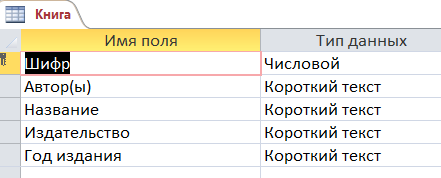 Книга
Имя поля Тип данных
Шифр Числовой
Автор(ы) Короткий текст
Название Короткий текст
Издательство Короткий текст
Год издания Короткий текст